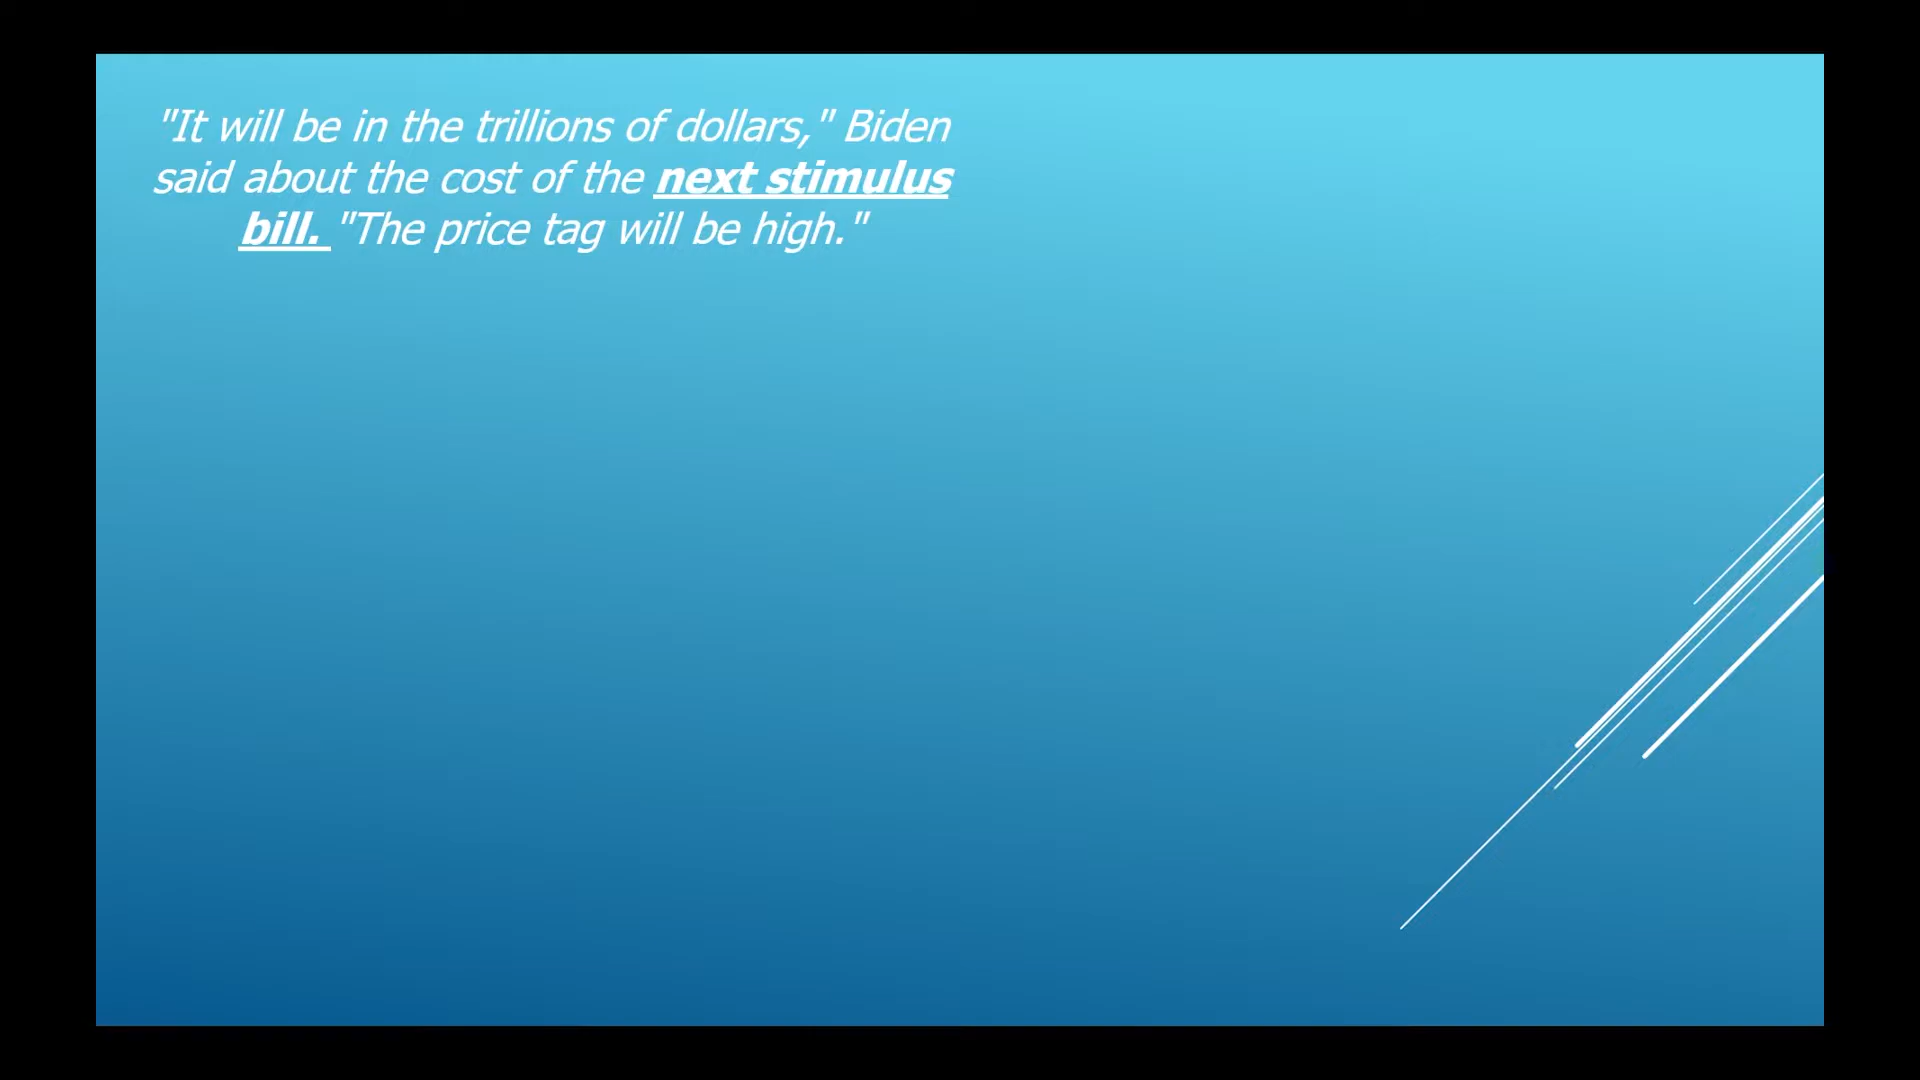 "It will be in the trillions of dollars," Biden
said about the cost of the next stimulus
bill. "The price tag will be high."